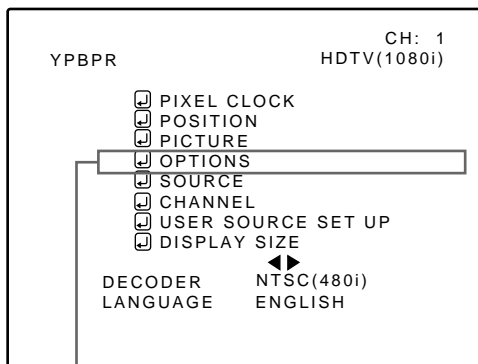 CH: 1
YPBPR HDTV(1080i)
PIXEL CLOCK
POSITION
PICTURE
OPTIONS
SOURCE
CHANNEL
USER SOURCE SET UP
DISPLAY SIZE
DECODER NTSC(480i)
LANGUAGE ENGLISH